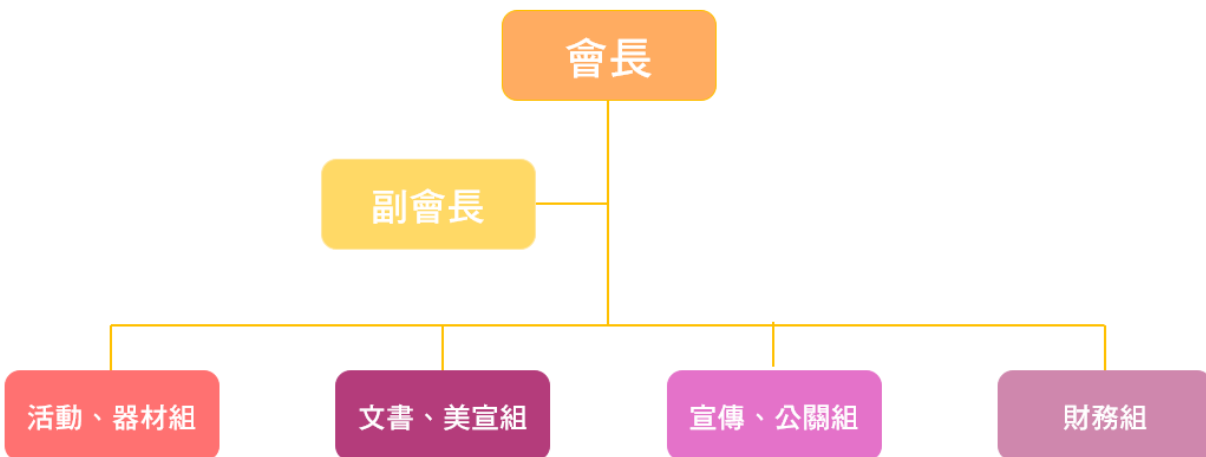 會長
副會長
活動、器材組
文書、美宣組
宣傳、公關組
財務組